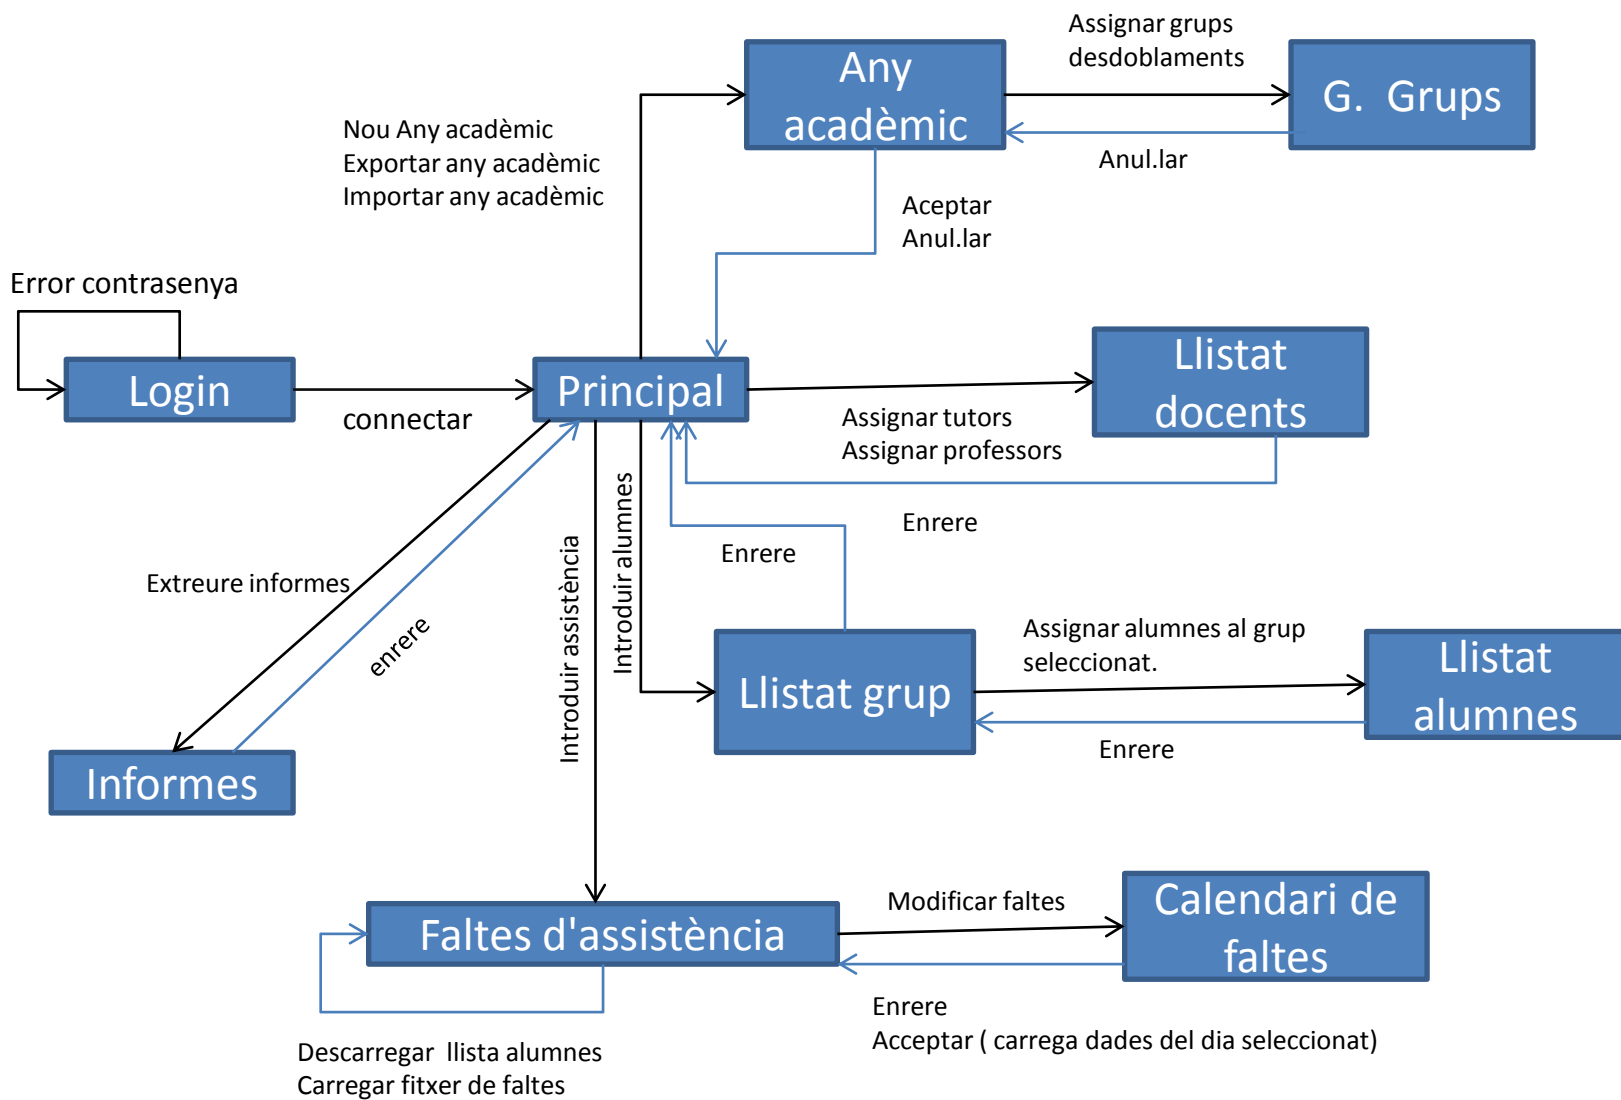 Assignar grups
desdoblaments
Any
acadèmic
G.  Grups
Nou Any acadèmic
Exportar any acadèmic
Importar any acadèmic
Anul.lar
Aceptar
Anul.lar
Error contrasenya
Login
connectar
Principal
Llistat
docents
Assignar tutors
Assignar professors
Enrere
Enrere
Introduir alumnes
Introduir assistència
Extreure informes
enrere
Informes
Llistat grup
Assignar alumnes al grup
seleccionat.
Llistat
alumnes
Enrere
Faltes d'assistència
Modificar faltes
Calendari de
faltes
Enrere
Acceptar ( carrega dades del dia seleccionat)
Descarregar  llista alumnes
Carregar fitxer de faltes